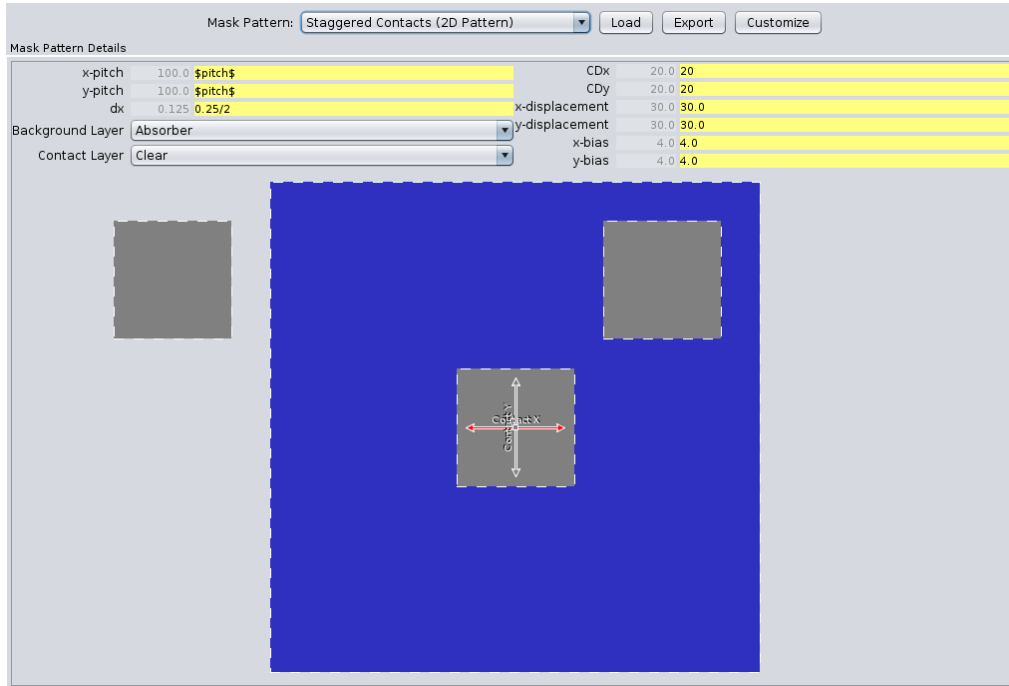 Mask Pattern: Staggered Contacts (2D Pattern) Load Export Customize
Mask Pattern Details
x-pitch 100.0 $pitch$
y-pitch 100.0 $pitch$
dx 0.125 0.25/2
Background Layer Absorber
Contact Layer Clear
CDx 20.0 20
CDy 20.0 20
x-displacement 30.0 30.0
y-displacement 30.0 30.0
x-bias 4.0 4.0
y-bias 4.0 4.0
Contact X
Contact Y